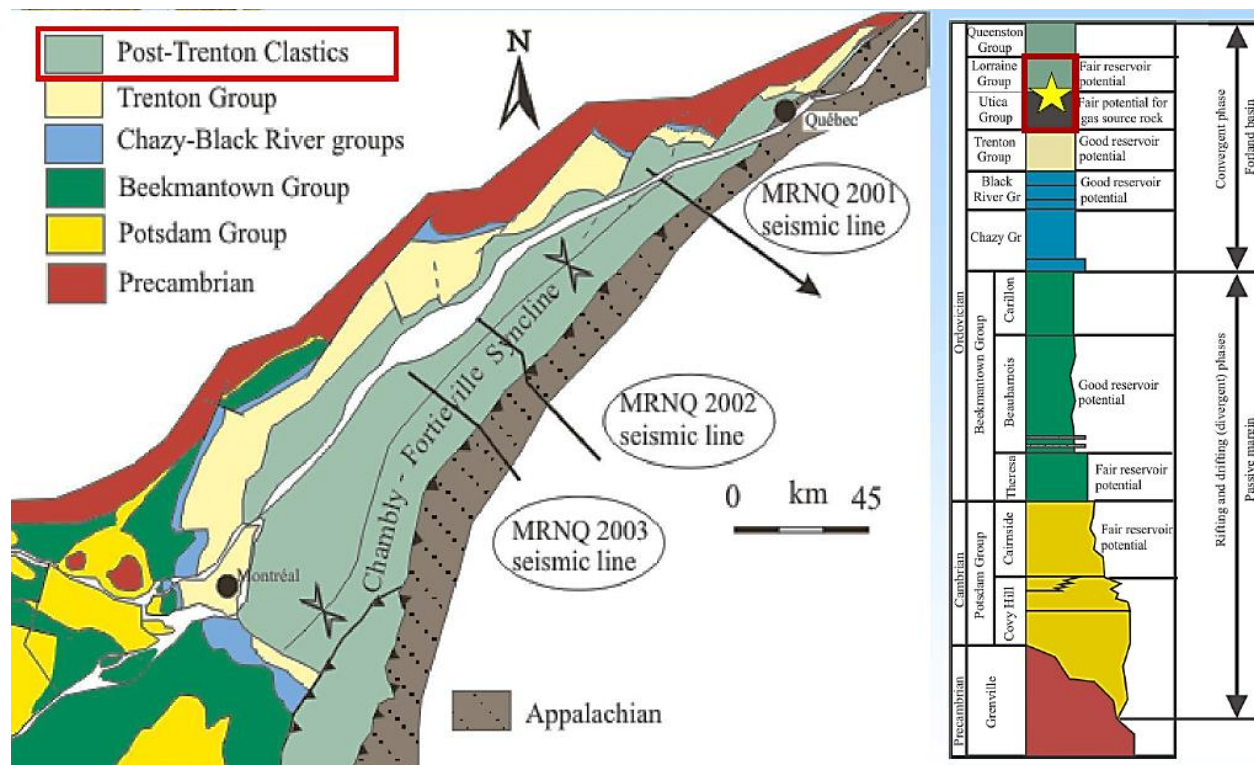 Post-Trenton Clastics
Trenton Group
Chazy-Black River groups
Beekmantown Group
Potsdam Group
Precambrian
N
Québec
MRNQ 2001
seismic line
MRNQ 2002
seismic line
MRNQ 2003
seismic line
Chambly - Fortierville Syncline
0 km 45
Montréal
Appalachian
Queenston
Group
Lorraine
Group
Fair reservoir
potential
Utica
Group
Fair potential for
gas source rock
Trenton
Group
Good reservoir
potential
Black
River Gr
Good reservoir
potential
Chazy Gr
Convergent phase
Forland basin
Ordovician
Beekmantown Group
Carillon
Beauharnois
Good reservoir
potential
Theresa
Fair reservoir
potential
Rifting and drifting (divergent) phases
Passive margin
Cambrian
Potsdam Group
Cairnside
Fair reservoir
potential
Covy Hill
Precambrian
Grenville